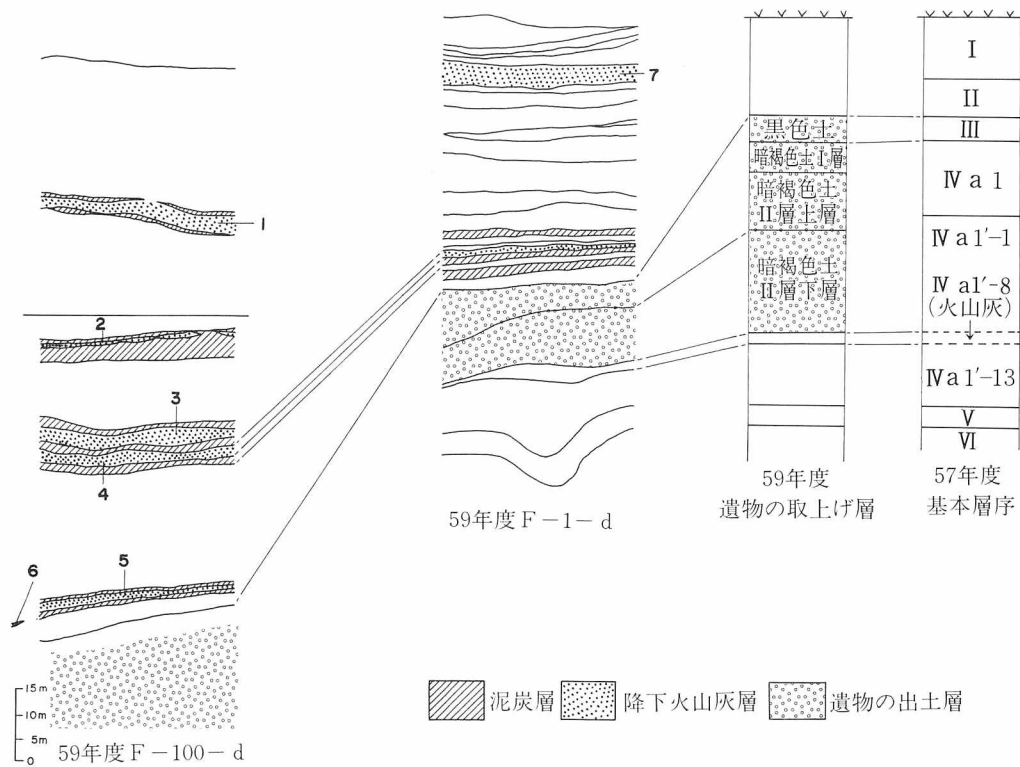 1
2
3
4
5
6
15m
10m
5m
0
59年度F-100-d
7
59年度F-1-d
黒色土
暗褐色土I層
暗褐色土
II層上層
暗褐色土
II層下層
59年度
遺物の取上げ層
I
II
III
IVa1
IVa1'-1
IVa1'-8
(火山灰)
↓
IVa1'-13
V
VI
57年度
基本層序
泥炭層
降下火山灰層
遺物の出土層